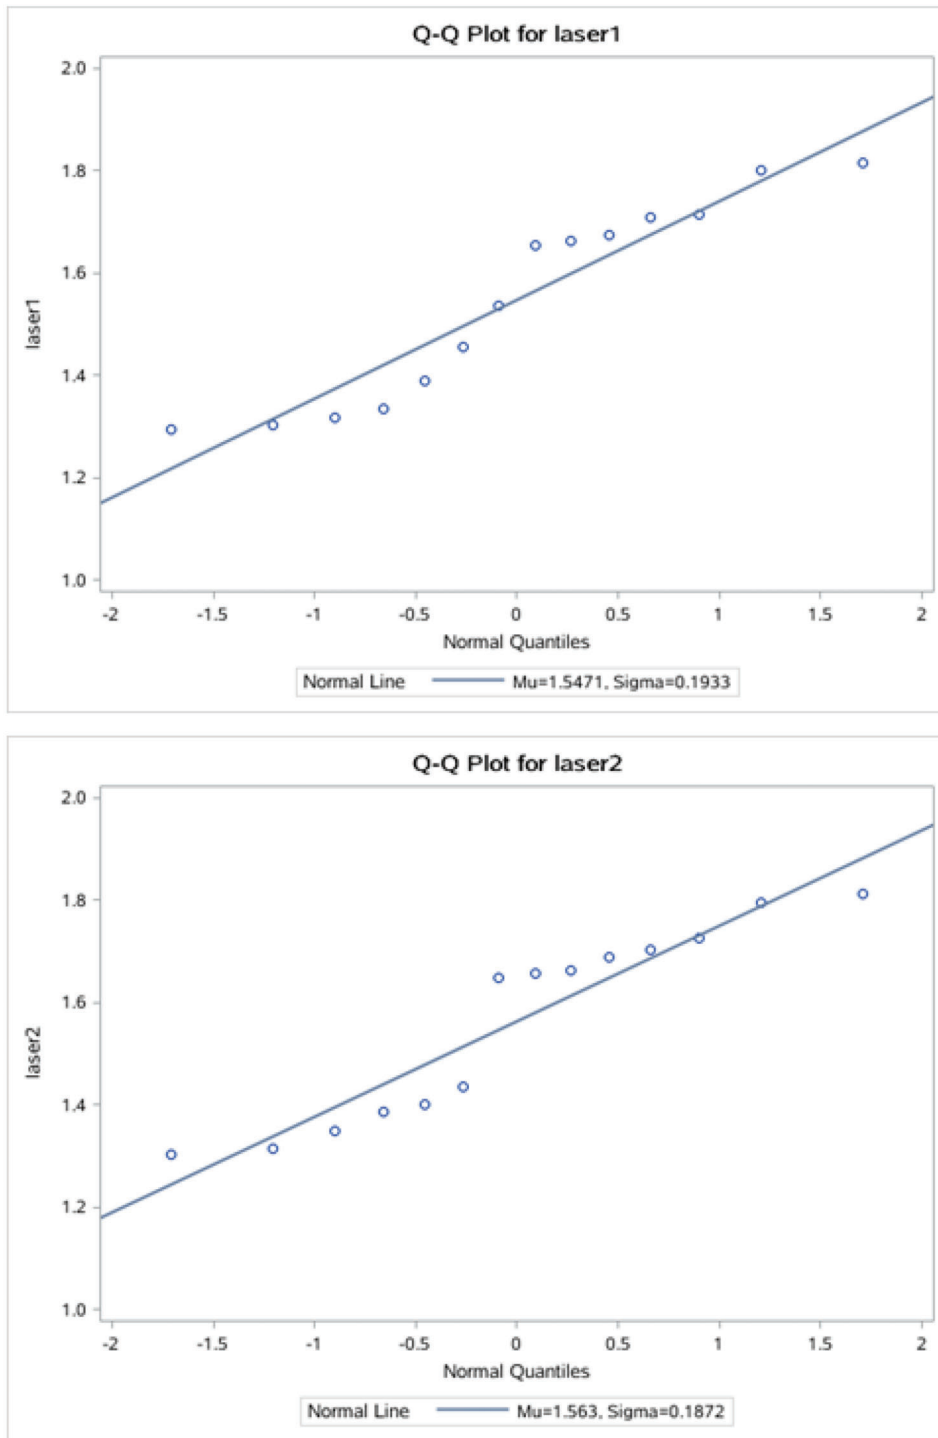 Q-Q Plot for laser1
2.0
1.8
1.6
1.4
1.2
1.0
laser1
-2 -1.5 -1 -0.5 0 0.5 1 1.5 2
Normal Quantiles
Normal Line Mu=1.5471, Sigma=0.1933
Q-Q Plot for laser2
2.0
1.8
1.6
1.4
1.2
1.0
laser2
-2 -1.5 -1 -0.5 0 0.5 1 1.5 2
Normal Quantiles
Normal Line Mu=1.563, Sigma=0.1872